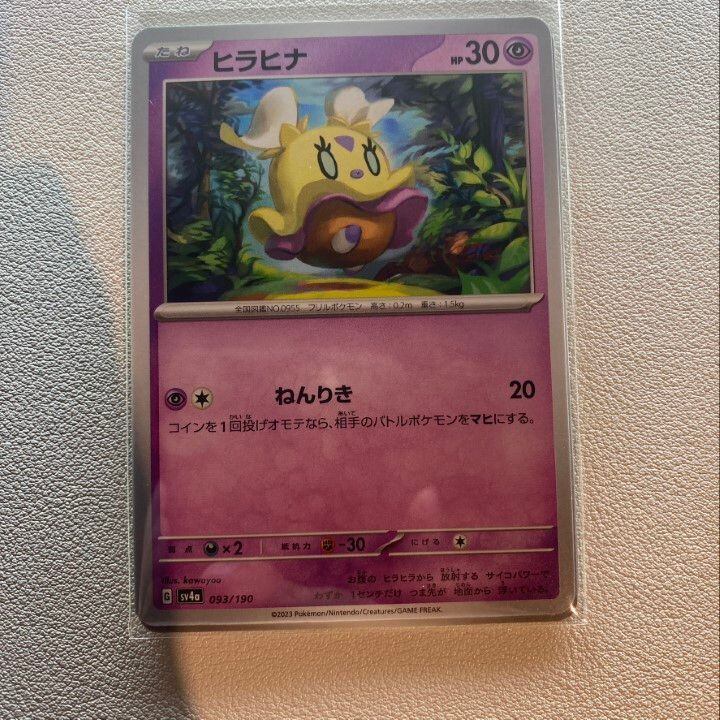 たね ヒラヒナ HP 30
全国図鑑NO.0955 フリルポケモン 高さ:0.2m 重さ:1.5kg
ねんりき 20
コインを1回投げオモテなら、相手のバトルポケモンをマヒにする。
弱点 ×2 抵抗力 -30 にげる
Illus. kawayoo
お腹の ヒラヒラから 放射する サイコパワーで
わずか 1センチだけ つま先が 地面から 浮いている。
G SV4a 093/190
©2023 Pokémon/Nintendo/Creatures/GAME FREAK.